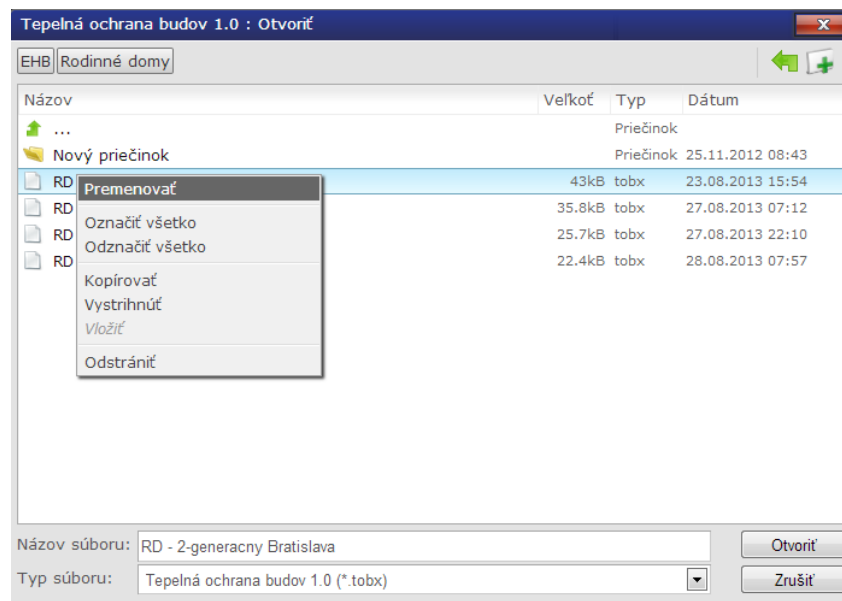 Tepelná ochrana budov 1.0 : Otvoriť
EHB Rodinné domy
Názov Veľkoť Typ Dátum
... Priečinok
Nový priečinok Priečinok 25.11.2012 08:43
RD 43kB tobx 23.08.2013 15:54
RD 35.8kB tobx 27.08.2013 07:12
RD 25.7kB tobx 27.08.2013 22:10
RD 22.4kB tobx 28.08.2013 07:57
Premenovať
Označiť všetko
Odznačiť všetko
Kopírovať
Vystrihnúť
Vložiť
Odstrániť
Názov súboru: RD - 2-generacny Bratislava Otvoriť
Typ súboru: Tepelná ochrana budov 1.0 (*.tobx) Zrušiť